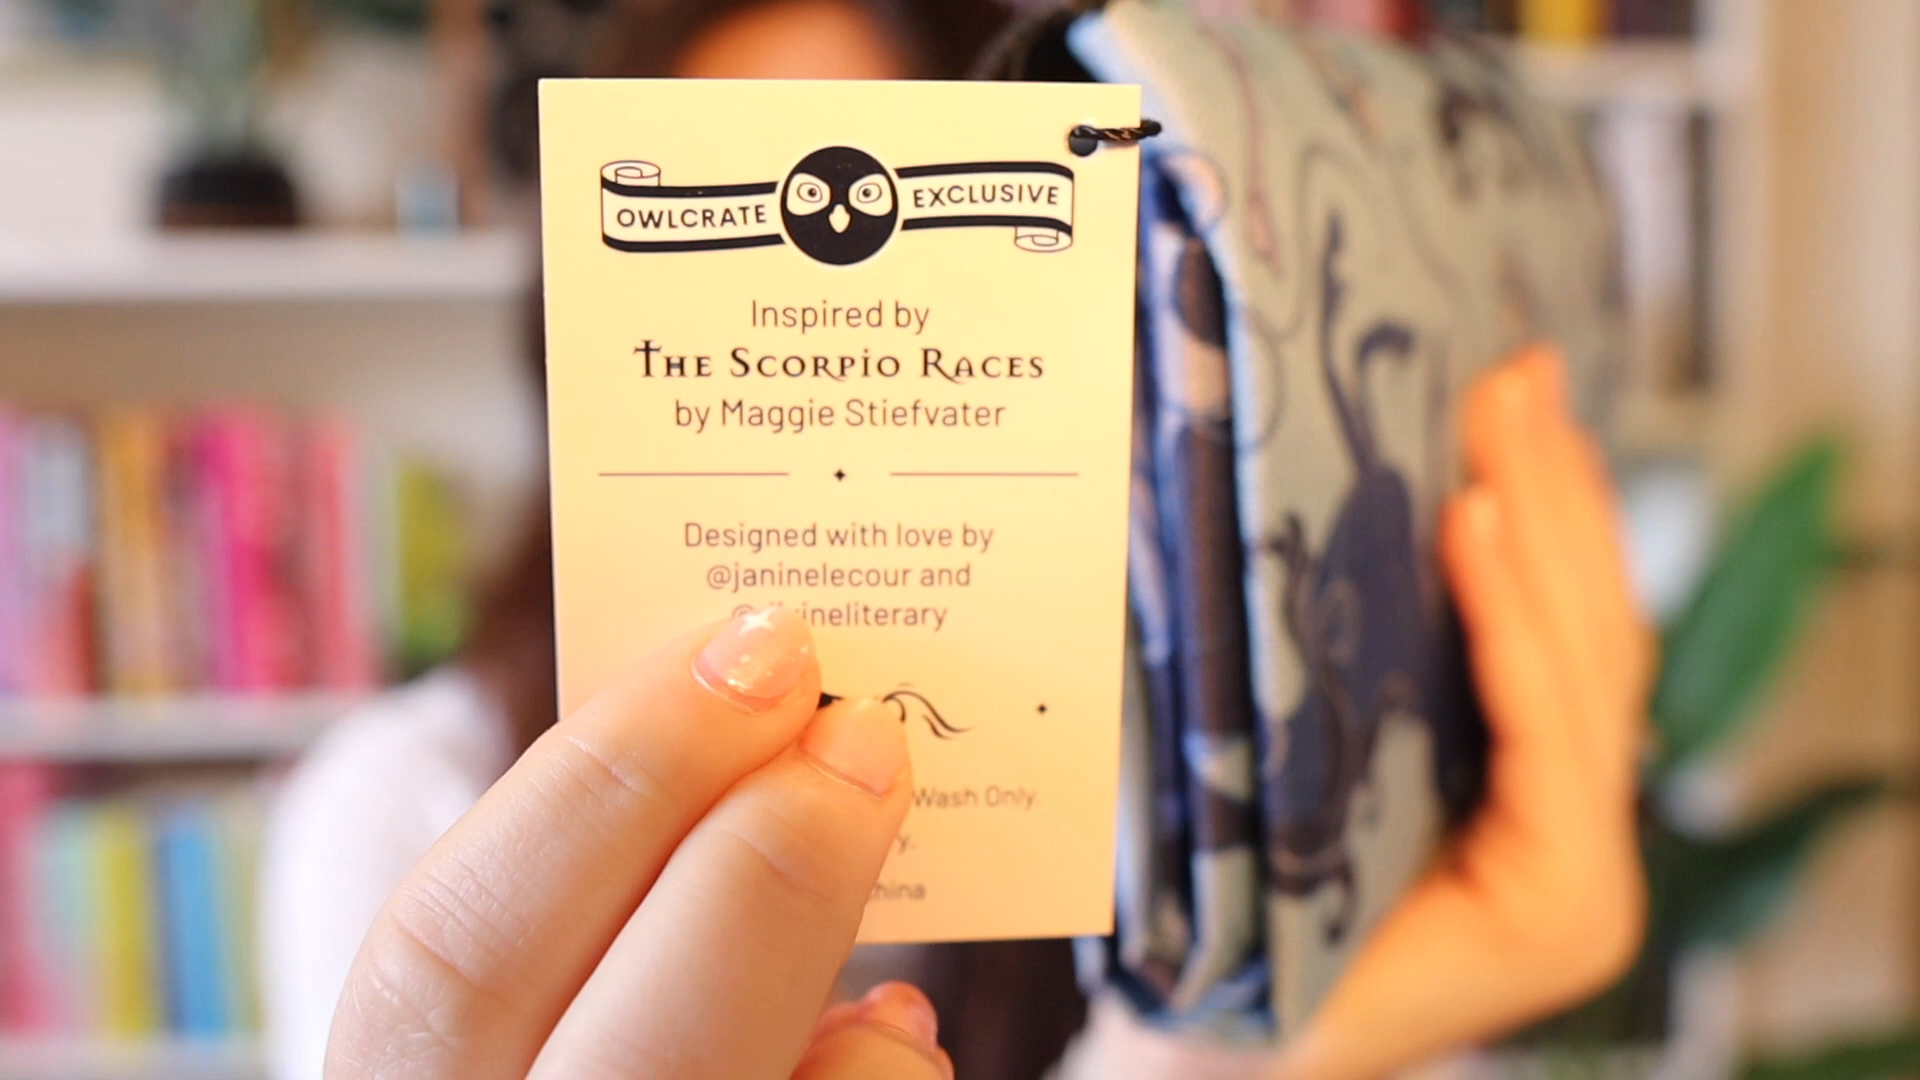 OWLCRATE EXCLUSIVE
Inspired by
THE SCORPIO RACES
by Maggie Stiefvater
Designed with love by
@janinelecour and
Wash Only.